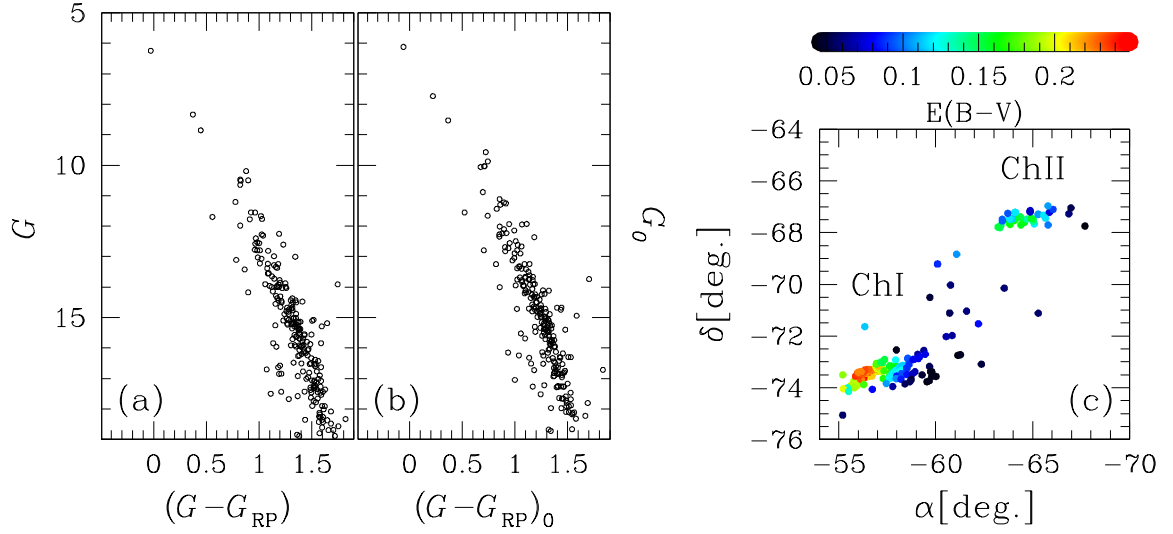 5
10
15
G
(a)
0 0.5 1
(G−G_RP)
(b)
0 0.5 1 1.5
(G−G_RP)_0
G_0
0.05 0.1 0.15 0.2
E(B−V)
−64
−66
−68
−70
−72
−74
−76
δ[deg.]
ChII
ChI
(c)
−55 −60 −65 −70
α[deg.]